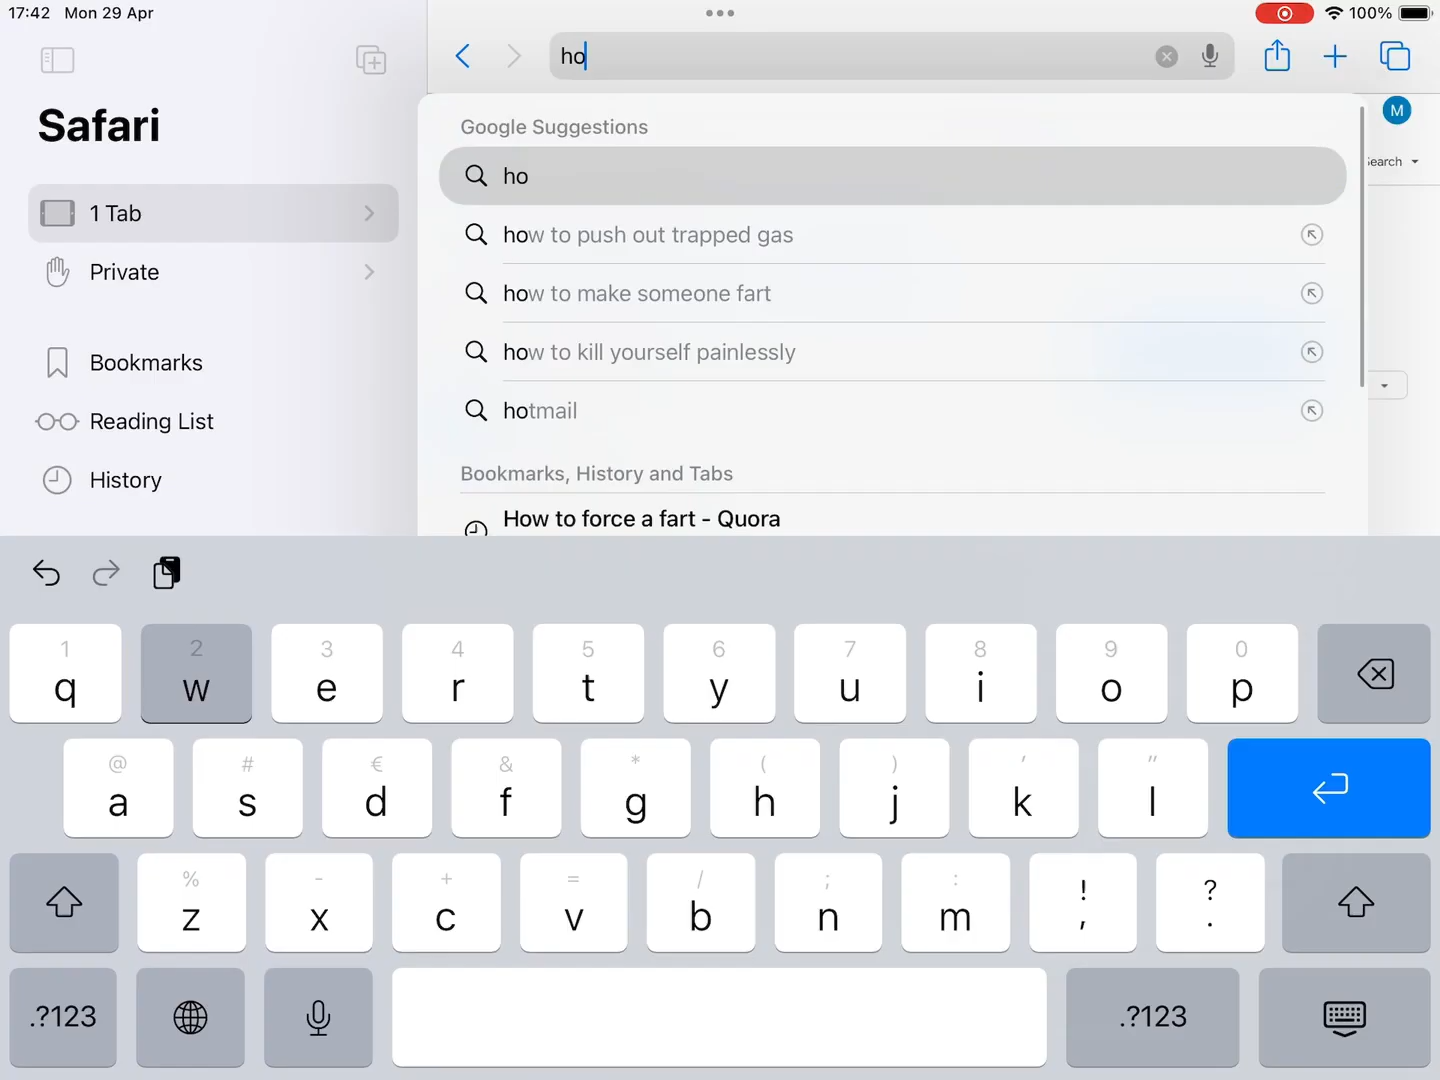 17:42 Mon 29 Apr
100%
ho
Safari
1 Tab
Private
Bookmarks
Reading List
History
Google Suggestions
ho
how to push out trapped gas
how to make someone fart
how to kill yourself painlessly
hotmail
Bookmarks, History and Tabs
How to force a fart - Quora
M
Search
1 2 3 4 5 6 7 8 9 0
q w e r t y u i o p
@ # € & * ( ) ' "
a s d f g h j k l
% - + = / ; : ! ?
z x c v b n m , .
.?123 .?123